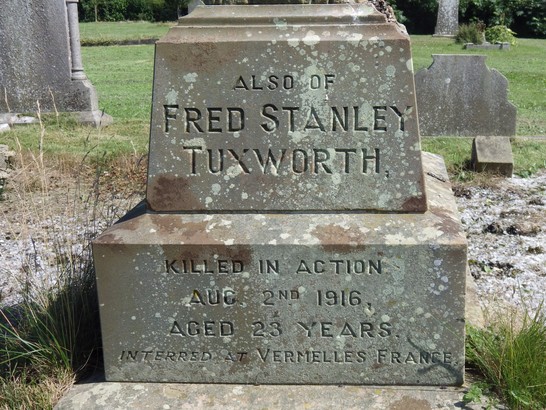 ALSO OF
FRED STANLEY
TUXWORTH,
KILLED IN ACTION
AUG. 2ND 1916,
AGED 23 YEARS.
INTERRED AT VERMELLES FRANCE.